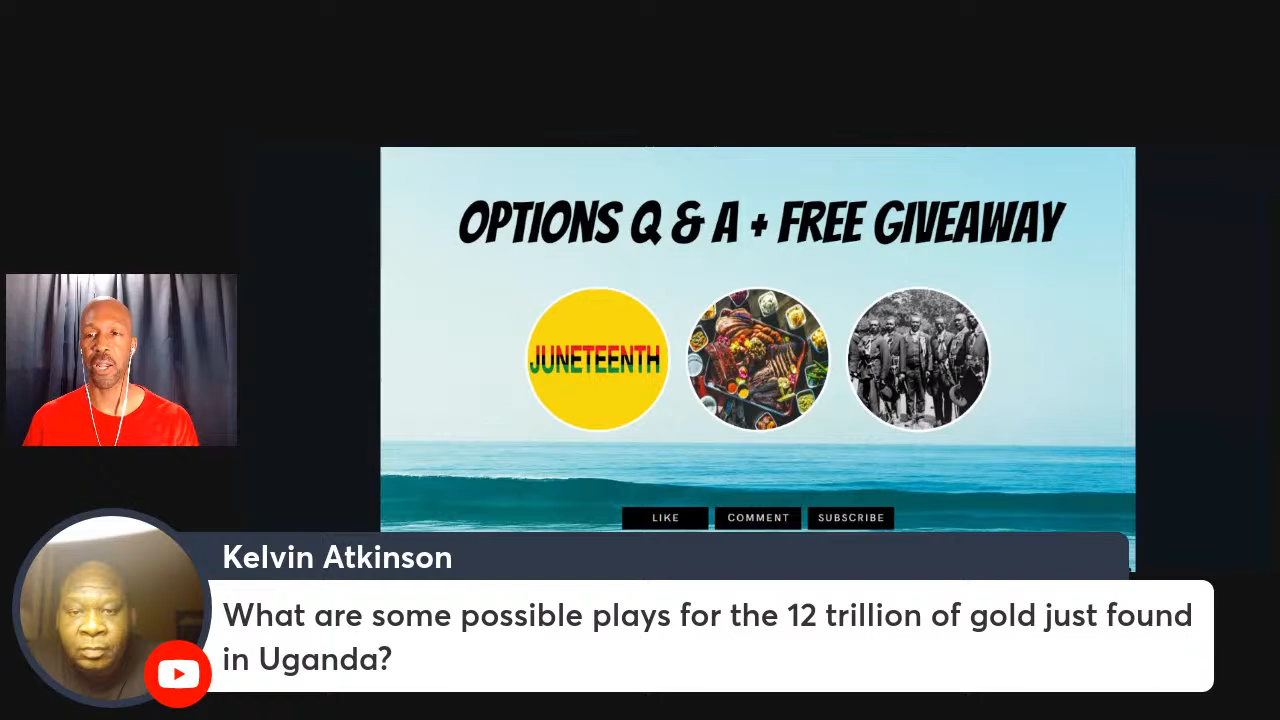 OPTIONS Q & A + FREE GIVEAWAY
JUNETEENTH
LIKE
COMMENT
SUBSCRIBE
Kelvin Atkinson
What are some possible plays for the 12 trillion of gold just found
in Uganda?